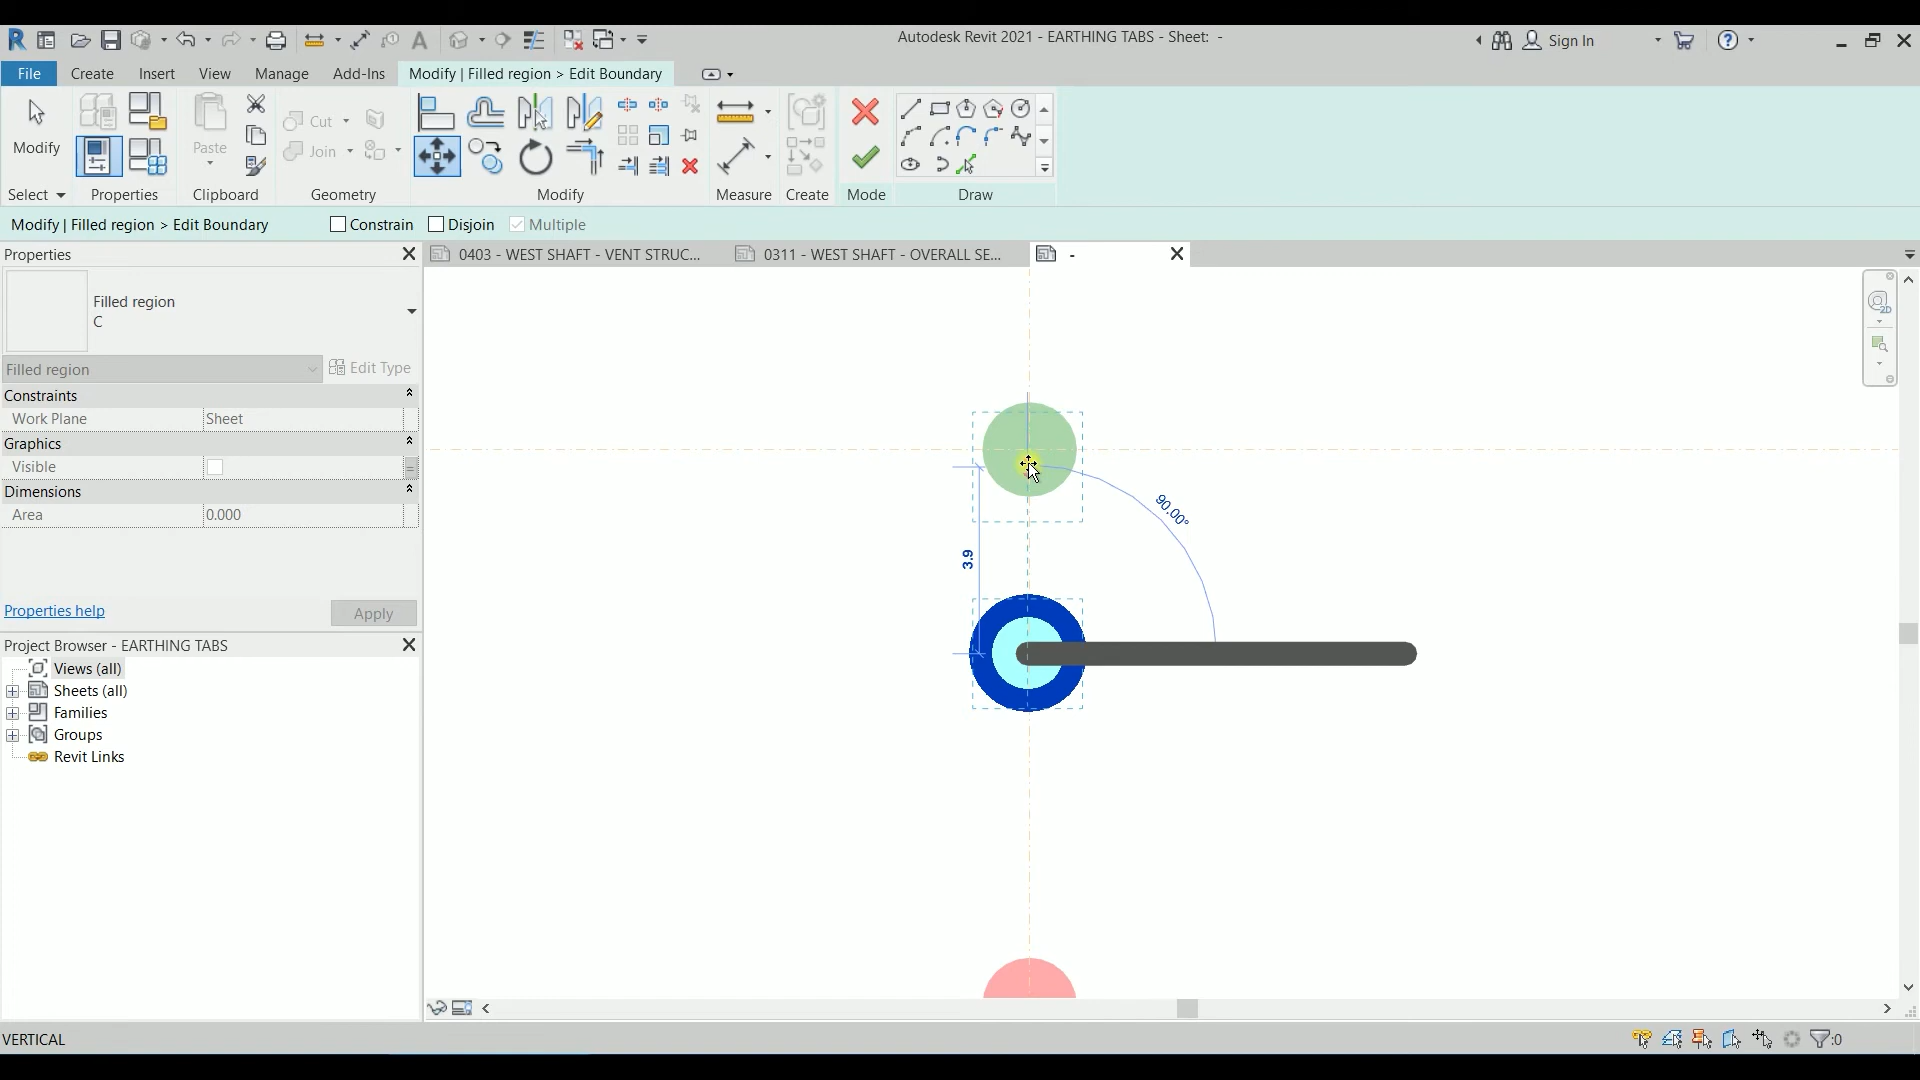 Autodesk Revit 2021 - EARTHING TABS - Sheet: -
Sign In
File Create Insert View Manage Add-Ins Modify | Filled region > Edit Boundary
Modify
Paste
Cut
Join
Select Properties Clipboard Geometry Modify Measure Create Mode Draw
Modify | Filled region > Edit Boundary Constrain Disjoin Multiple
Properties
0403 - WEST SHAFT - VENT STRUC... 0311 - WEST SHAFT - OVERALL SE... -
Filled region
C
Filled region Edit Type
Constraints
Work Plane Sheet
Graphics
Visible
Dimensions
Area 0.000
Properties help Apply
Project Browser - EARTHING TABS
Views (all)
Sheets (all)
Families
Groups
Revit Links
90.00°
3.9
2D
VERTICAL
:0